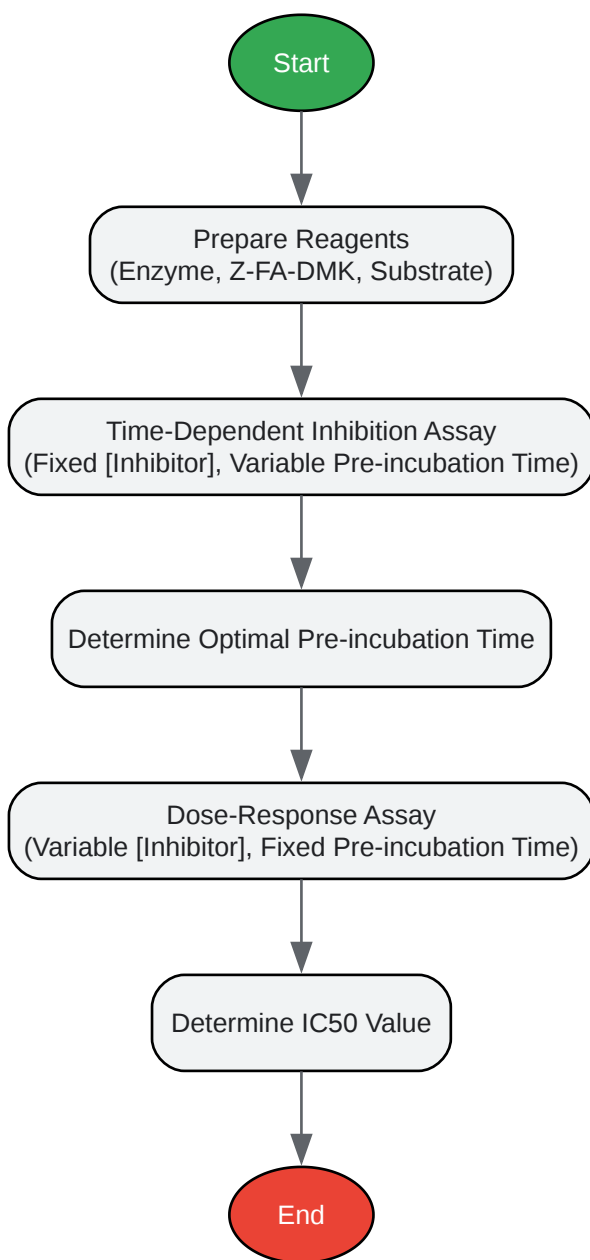 Start
Prepare Reagents
(Enzyme, Z-FA-DMK, Substrate)
Time-Dependent Inhibition Assay
(Fixed [Inhibitor], Variable Pre-incubation Time)
Determine Optimal Pre-incubation Time
Dose-Response Assay
(Variable [Inhibitor], Fixed Pre-incubation Time)
Determine IC50 Value
End